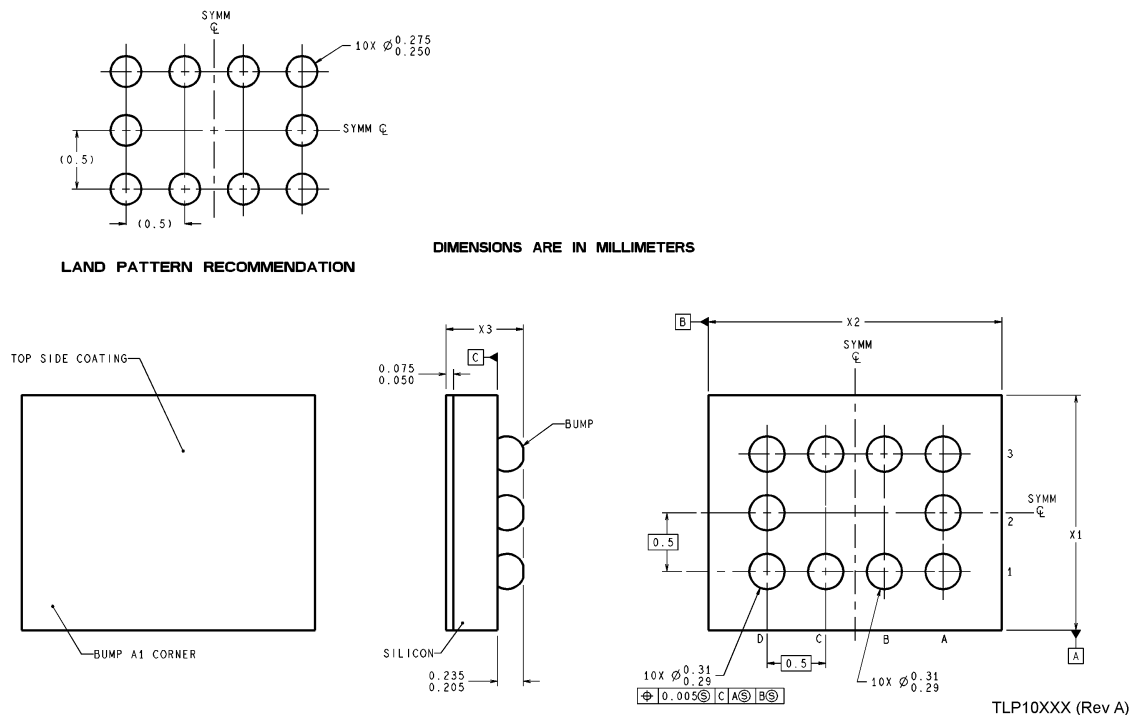 SYMM
℄
10X Ø0.275
0.250
SYMM ℄
(0.5)
(0.5)
LAND PATTERN RECOMMENDATION
DIMENSIONS ARE IN MILLIMETERS
TOP SIDE COATING
BUMP A1 CORNER
X3
C
0.075
0.050
BUMP
SILICON
0.235
0.205
B
X2
SYMM
℄
3
SYMM
℄
2
X1
0.5
1
D C B A
A
0.5
10X Ø0.31
0.29
⌖ 0.005Ⓢ C AⓈ BⓈ
10X Ø0.31
0.29
TLP10XXX (Rev A)